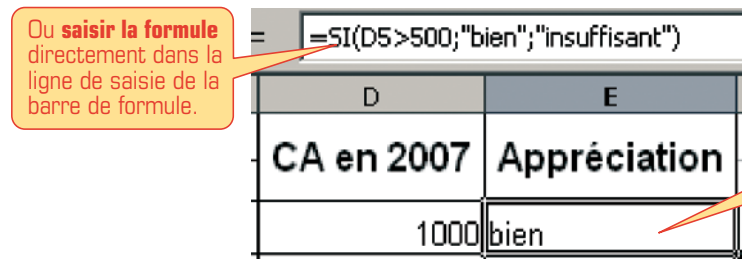 Ou saisir la formule
directement dans la
ligne de saisie de la
barre de formule.
= =SI(D5>500;"bien";"insuffisant")
D E
CA en 2007 Appréciation
1000 bien